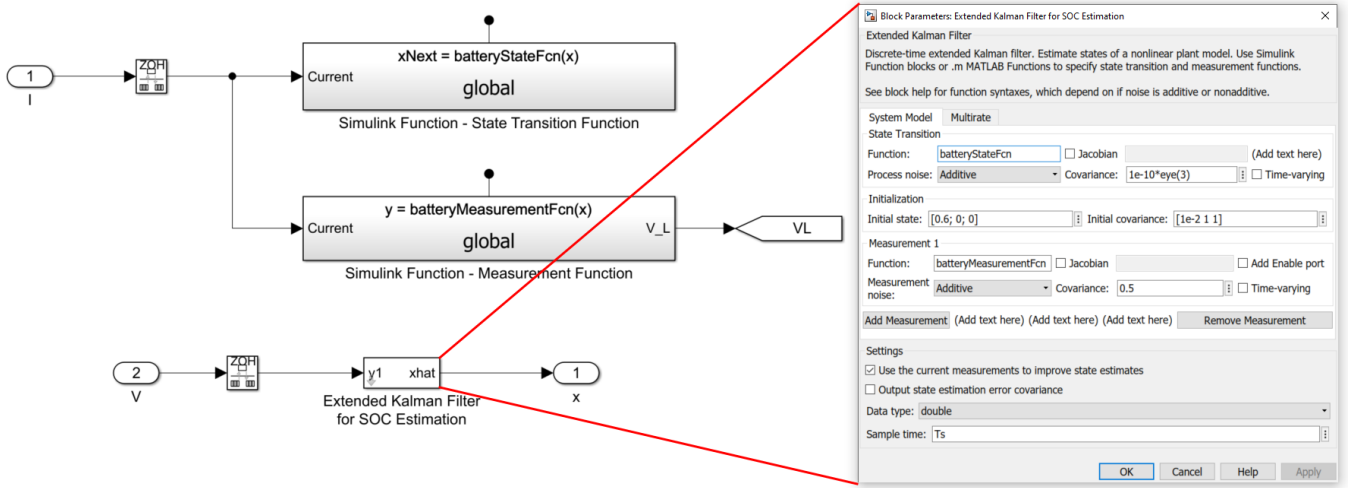 1
I
ZOH
Current
xNext = batteryStateFcn(x)
global
Simulink Function - State Transition Function
y = batteryMeasurementFcn(x)
Current
global
V_L
VL
Simulink Function - Measurement Function
2
V
ZOH
y1
xhat
Extended Kalman Filter
for SOC Estimation
1
x
Block Parameters: Extended Kalman Filter for SOC Estimation
Extended Kalman Filter
Discrete-time extended Kalman filter. Estimate states of a nonlinear plant model. Use Simulink
Function blocks or .m MATLAB Functions to specify state transition and measurement functions.
See block help for function syntaxes, which depend on if noise is additive or nonadditive.
System Model Multirate
State Transition
Function: batteryStateFcn Jacobian (Add text here)
Process noise: Additive Covariance: 1e-10*eye(3) Time-varying
Initialization
Initial state: [0.6; 0; 0] Initial covariance: [1e-2 1 1]
Measurement 1
Function: batteryMeasurementFcn Jacobian Add Enable port
Measurement
noise: Additive Covariance: 0.5 Time-varying
Add Measurement (Add text here) (Add text here) (Add text here) Remove Measurement
Settings
Use the current measurements to improve state estimates
Output state estimation error covariance
Data type: double
Sample time: Ts
OK Cancel Help Apply